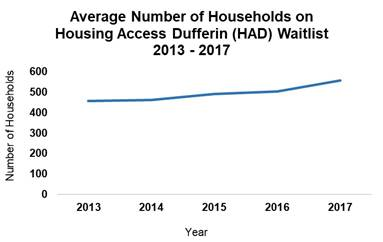 Average Number of Households on
Housing Access Dufferin (HAD) Waitlist
2013 - 2017
Number of Households
600
500
400
300
200
100
0
2013 2014 2015 2016 2017
Year